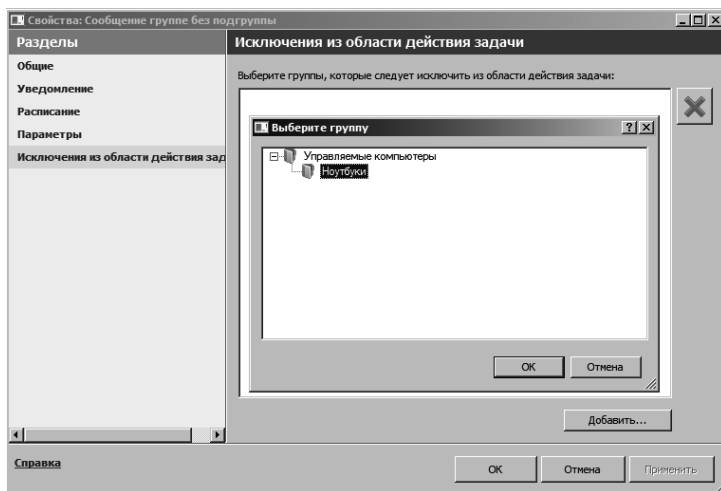 Свойства: Сообщение группе без подгруппы
Разделы
Общие
Уведомление
Расписание
Параметры
Исключения из области действия зад
Исключения из области действия задачи
Выберите группы, которые следует исключить из области действия задачи:
Выберите группу
Управляемые компьютеры
Ноутбуки
ОК
Отмена
Добавить...
Справка
ОК
Отмена
Применить